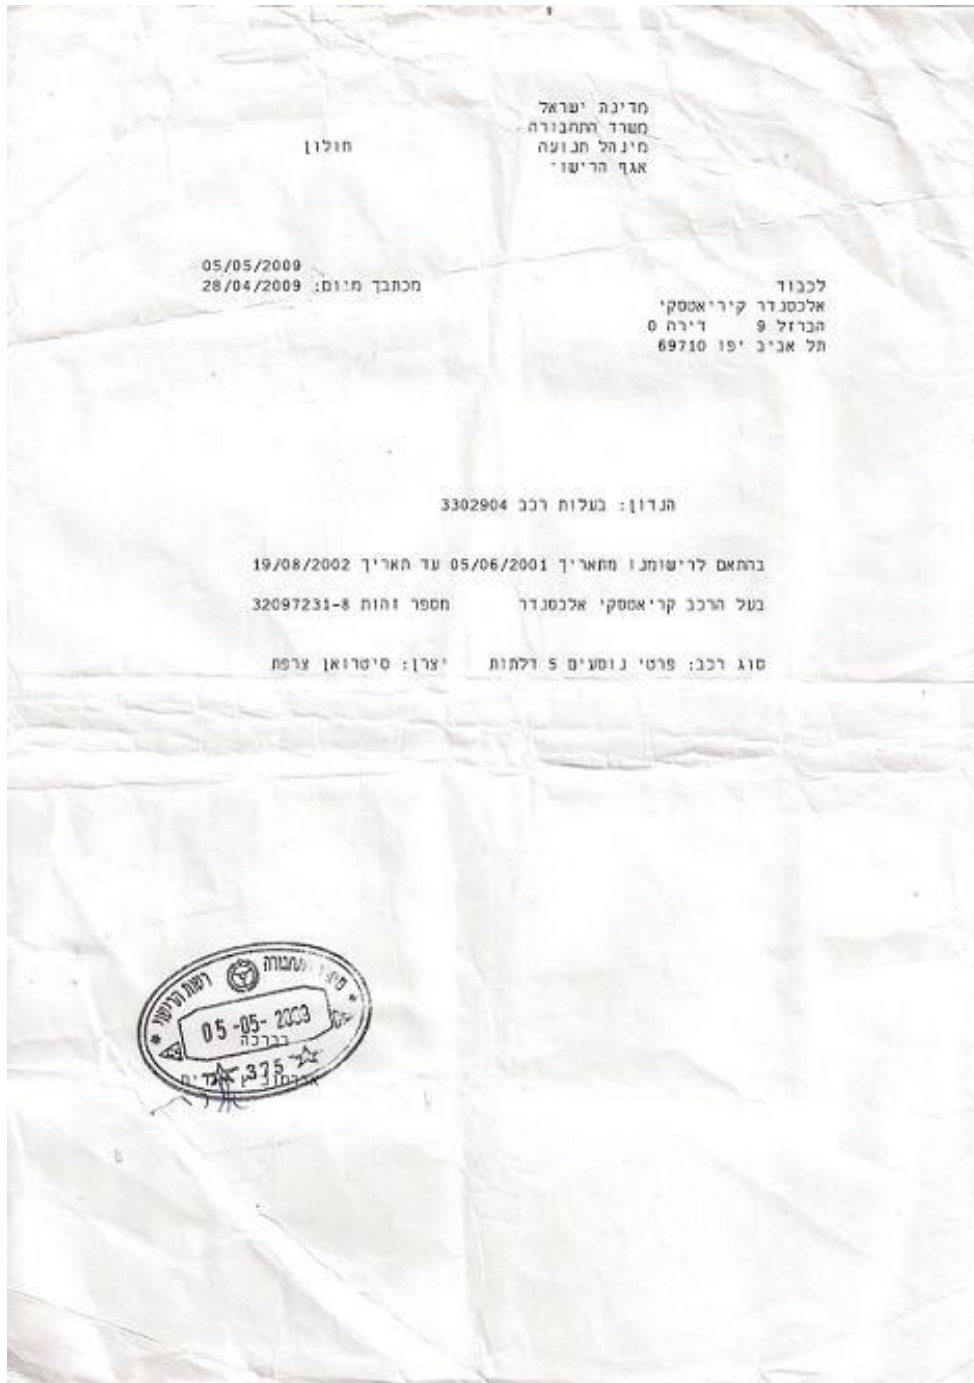 מדינה ישראל
משרד התחבורה
מינהל תנועה
אגף הרישוי
חולון
05/05/2009
מכתבך מיום: 28/04/2009
לכבוד
אלכסנדר קיריאטסקי
הברזל 9 דירה 0
תל אביב יפו 69710
הנדון: בעלות רכב 3302904
בהתאם לרישומנו מתאריך 05/06/2001 עד תאריך 19/08/2002
בעל הרכב קריאטסקי אלכסנדר מספר זהות 32097231-8
סוג רכב: פרטי נוסעים 5 דלתות יצרן: סיטרואן צרפת
משרד התחבורה רשות הרישוי
05-05-
בברכה
375